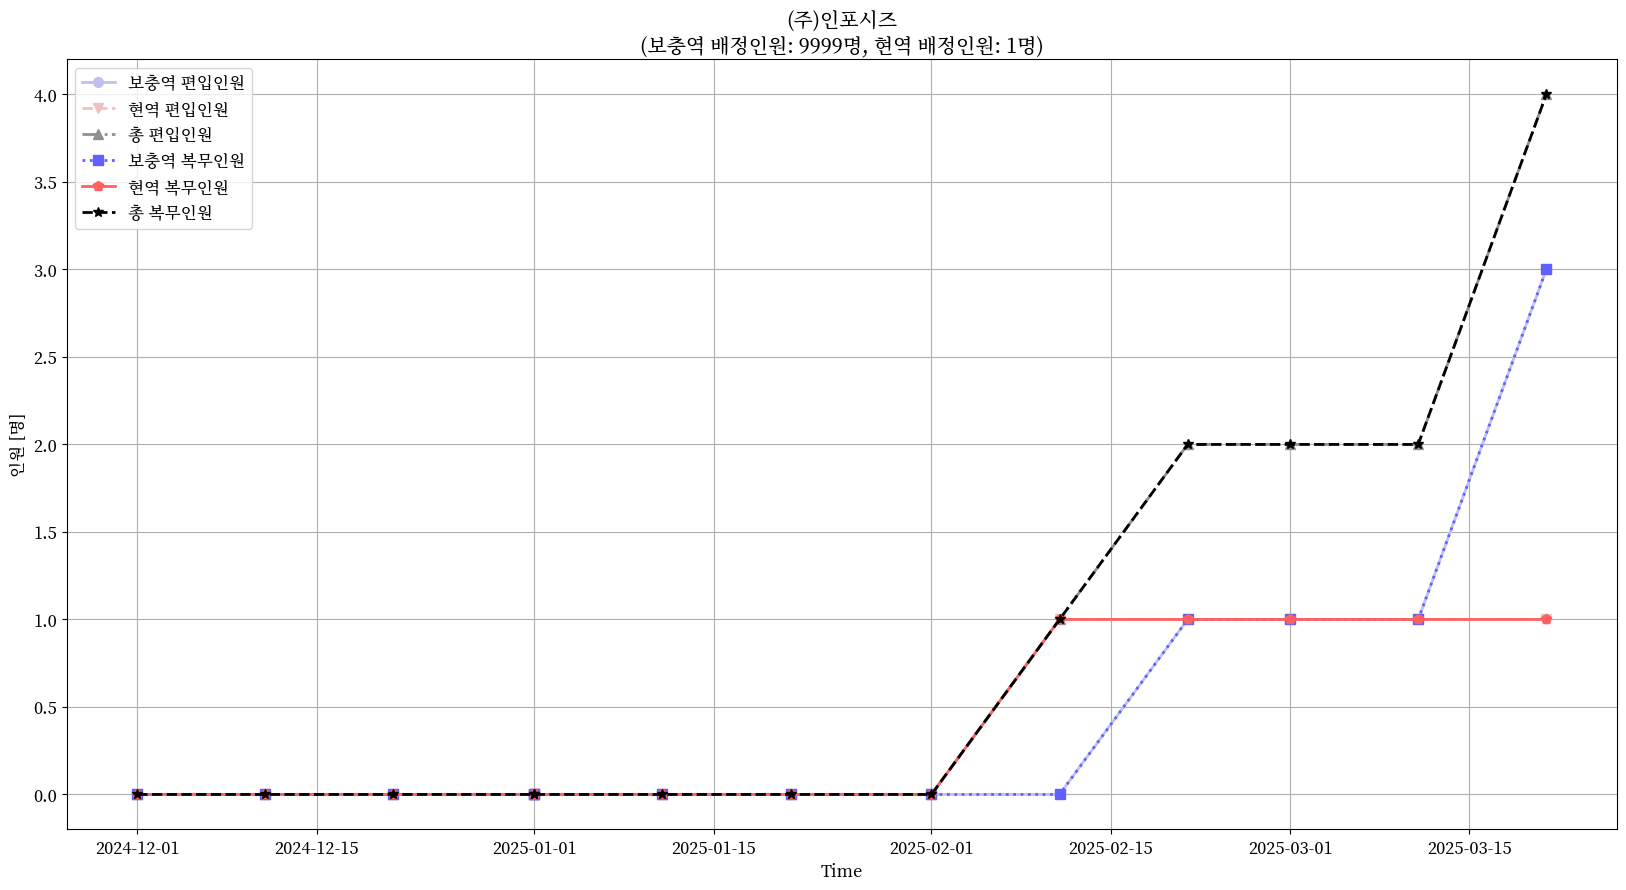 (주)인포시즈
(보충역 배정인원: 9999명, 현역 배정인원: 1명)
보충역 편입인원
현역 편입인원
총 편입인원
보충역 복무인원
현역 복무인원
총 복무인원
4.0
3.5
3.0
2.5
2.0
1.5
1.0
0.5
0.0
인원 [명]
2024-12-01 2024-12-15 2025-01-01 2025-01-15 2025-02-01 2025-02-15 2025-03-01 2025-03-15
Time